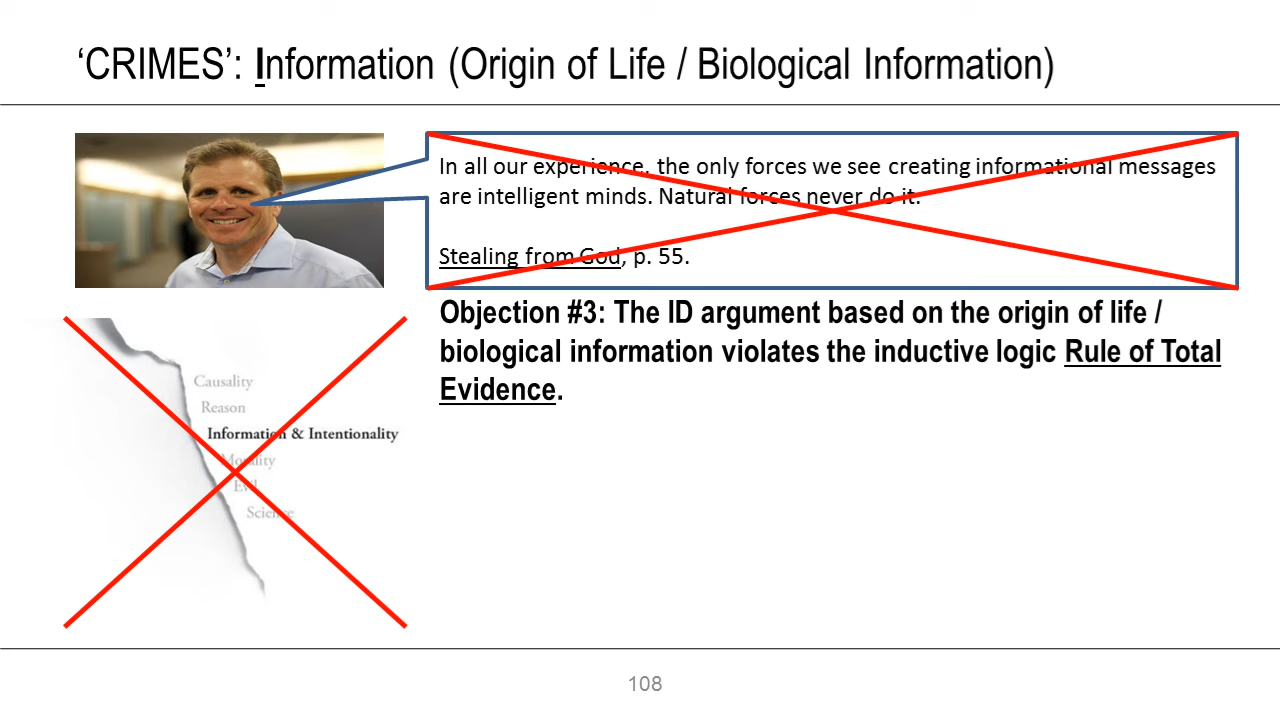 ‘CRIMES’: Information (Origin of Life / Biological Information)
In all our experience, the only forces we see creating informational messages
are intelligent minds. Natural forces never do it.
Stealing from God, p. 55.
Objection #3: The ID argument based on the origin of life /
biological information violates the inductive logic Rule of Total
Evidence.
Causality
Reason
Information & Intentionality
Morality
Evil
Science
108